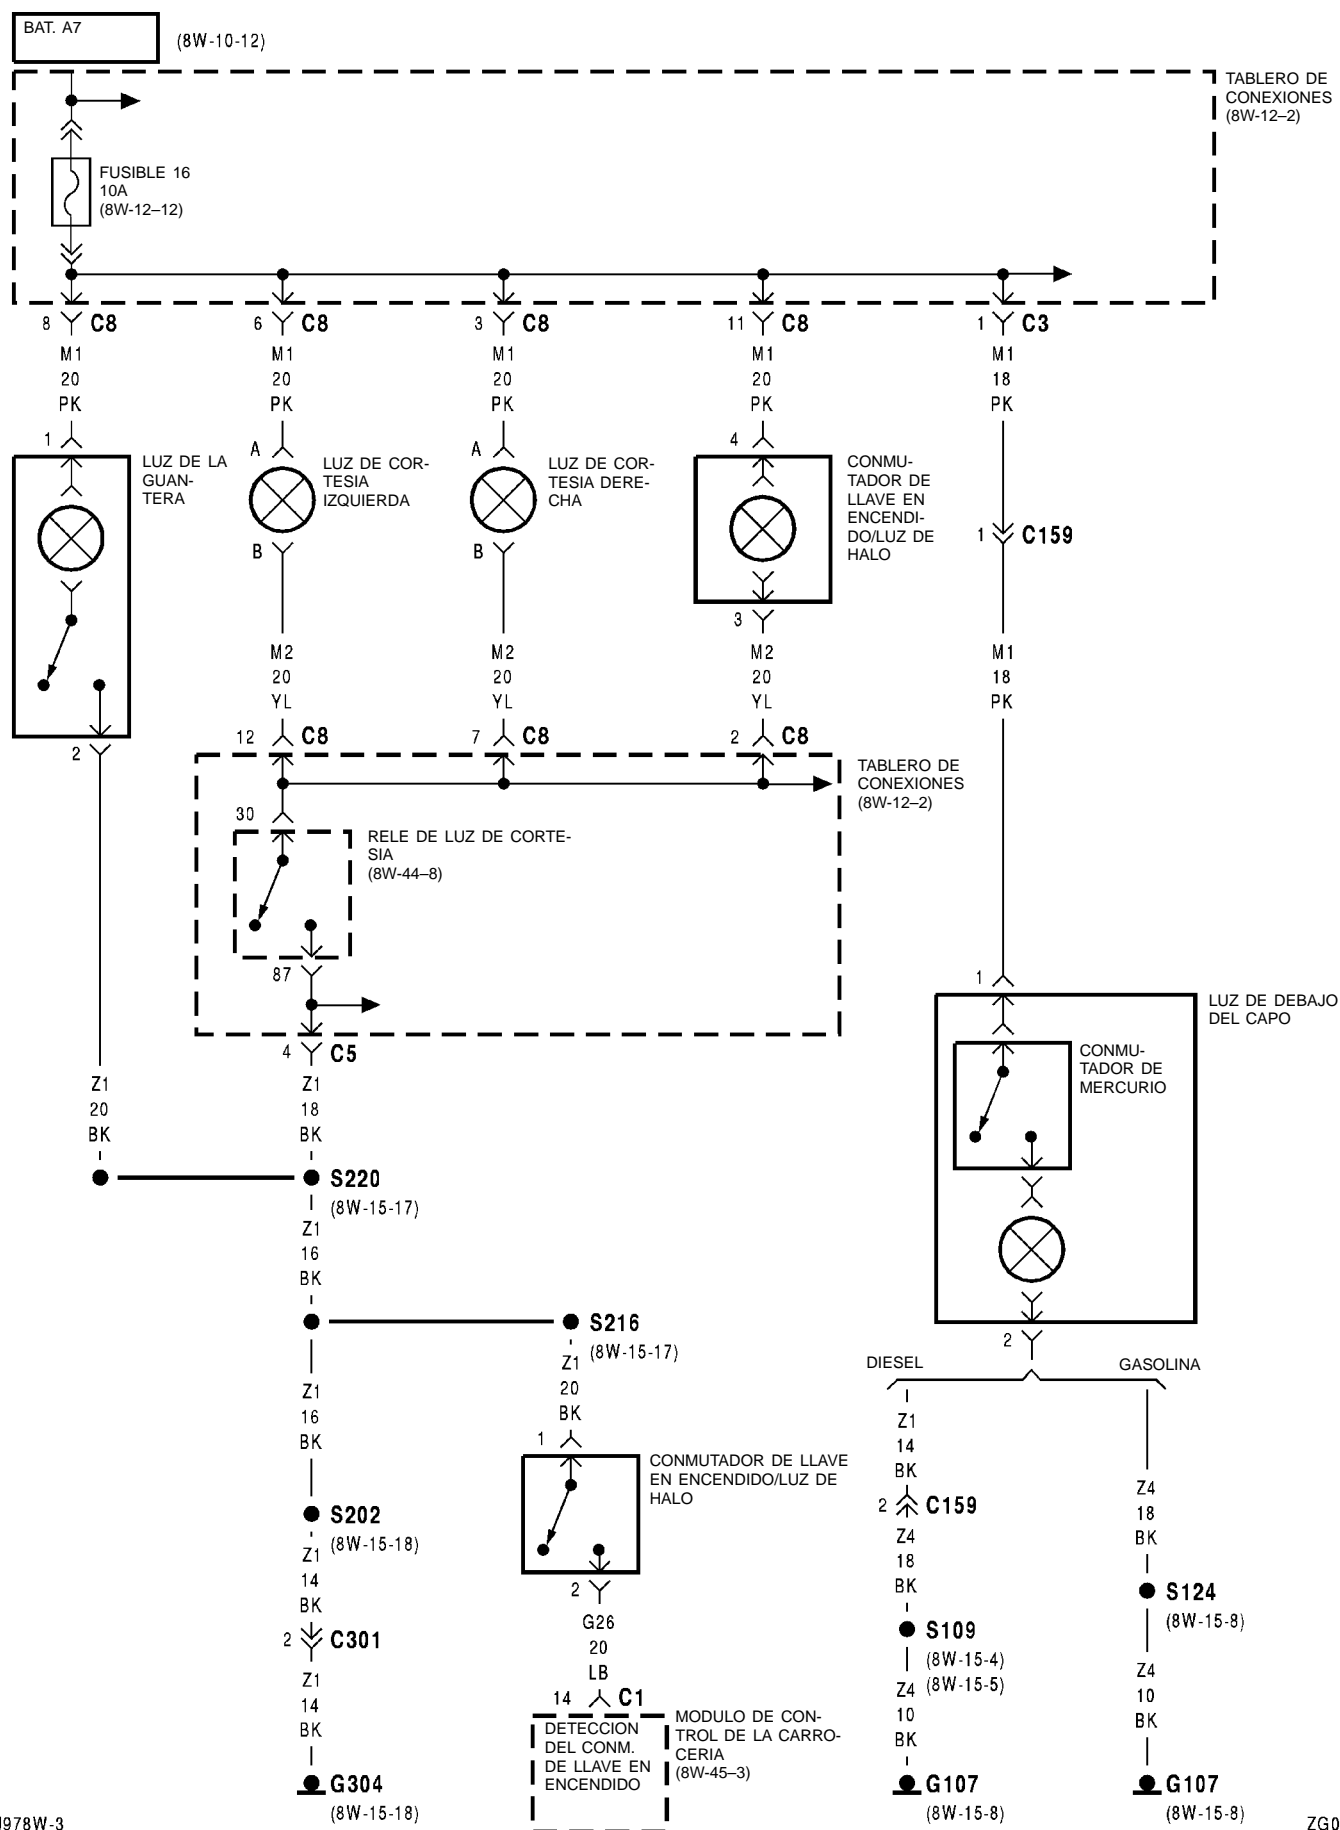 BAT. A7
(8W-10-12)
TABLERO DE
CONEXIONES
(8W-12–2)
FUSIBLE 16
10A
(8W-12–12)
8 C8
6 C8
3 C8
11 C8
1 C3
M1
20
PK
M1
20
PK
M1
20
PK
M1
20
PK
M1
18
PK
1
A
A
4
LUZ DE LA
GUAN-
TERA
LUZ DE COR-
TESIA
IZQUIERDA
LUZ DE COR-
TESIA DERE-
CHA
CONMU-
TADOR DE
LLAVE EN
ENCENDI-
DO/LUZ DE
HALO
1 C159
B
B
3
M2
20
YL
M2
20
YL
M2
20
YL
M1
18
PK
2
12 C8
7 C8
2 C8
TABLERO DE
CONEXIONES
(8W-12–2)
30
RELE DE LUZ DE CORTE-
SIA
(8W-44–8)
87
4 C5
1
LUZ DE DEBAJO
DEL CAPO
CONMU-
TADOR DE
MERCURIO
Z1
20
BK
Z1
18
BK
S220
(8W-15-17)
Z1
16
BK
S216
(8W-15-17)
2
DIESEL
GASOLINA
Z1
16
BK
Z1
20
BK
1
CONMUTADOR DE LLAVE
EN ENCENDIDO/LUZ DE
HALO
Z1
14
BK
2 C159
Z4
18
BK
Z4
18
BK
S202
(8W-15-18)
Z1
14
BK
2
G26
20
LB
S124
(8W-15-8)
S109
(8W-15-4)
(8W-15-5)
2 C301
Z1
14
BK
14 C1
Z4
10
BK
Z4
10
BK
DETECCION
DEL CONM.
DE LLAVE EN
ENCENDIDO
MODULO DE CON-
TROL DE LA CARRO-
CERIA
(8W-45–3)
G304
(8W-15-18)
G107
(8W-15-8)
G107
(8W-15-8)
J978W-3
ZG0